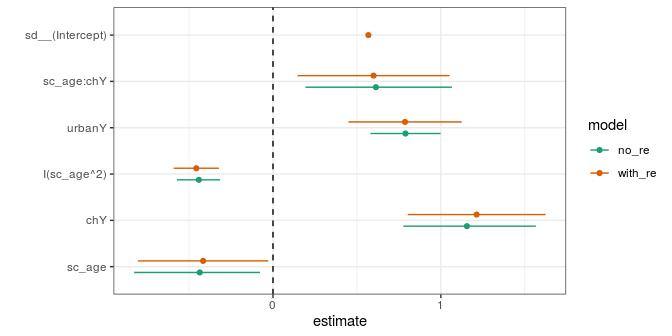 sd__(Intercept)
sc_age:chY
urbanY
I(sc_age^2)
chY
sc_age
0
1
estimate
model
no_re
with_re